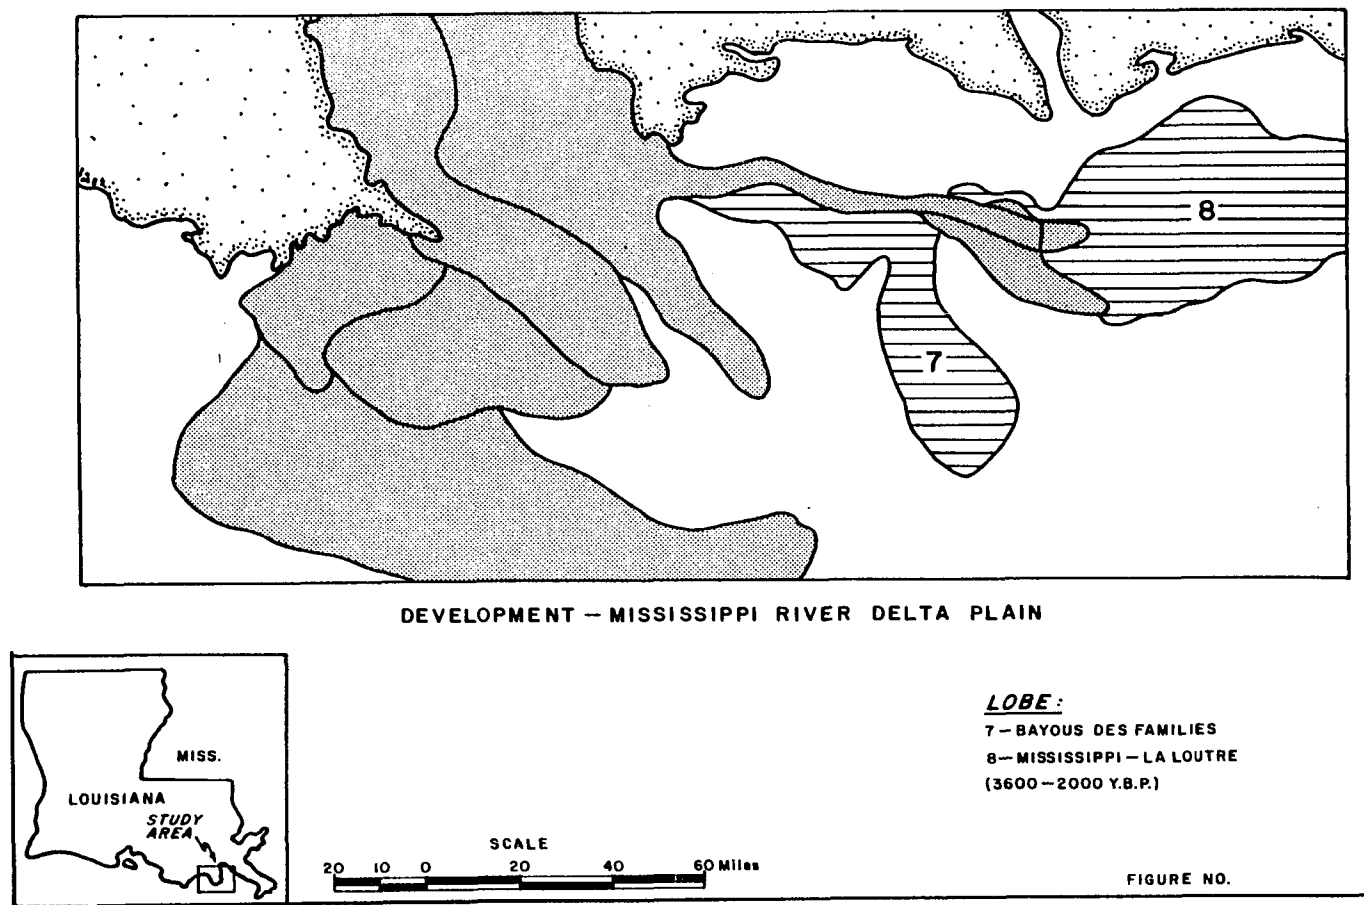 8
7
DEVELOPMENT — MISSISSIPPI RIVER DELTA PLAIN
MISS.
LOUISIANA
STUDY
AREA
SCALE
20 10 0 20 40 60 Miles
LOBE:
7 — BAYOUS DES FAMILIES
8 — MISSISSIPPI — LA LOUTRE
(3600 — 2000 Y.B.P.)
FIGURE NO.